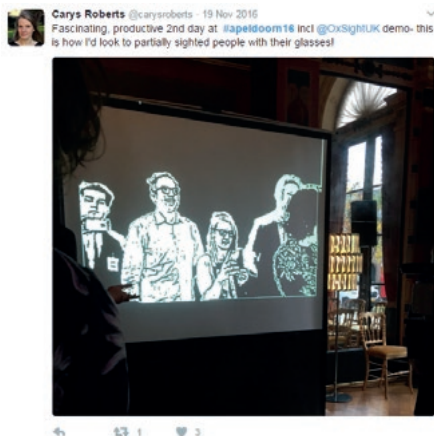 Carys Roberts @carysroberts · 19 Nov 2016
Fascinating, productive 2nd day at #apeldoorn16 incl @OxSightUK demo- this
is how I'd look to partially sighted people with their glasses!
1 3